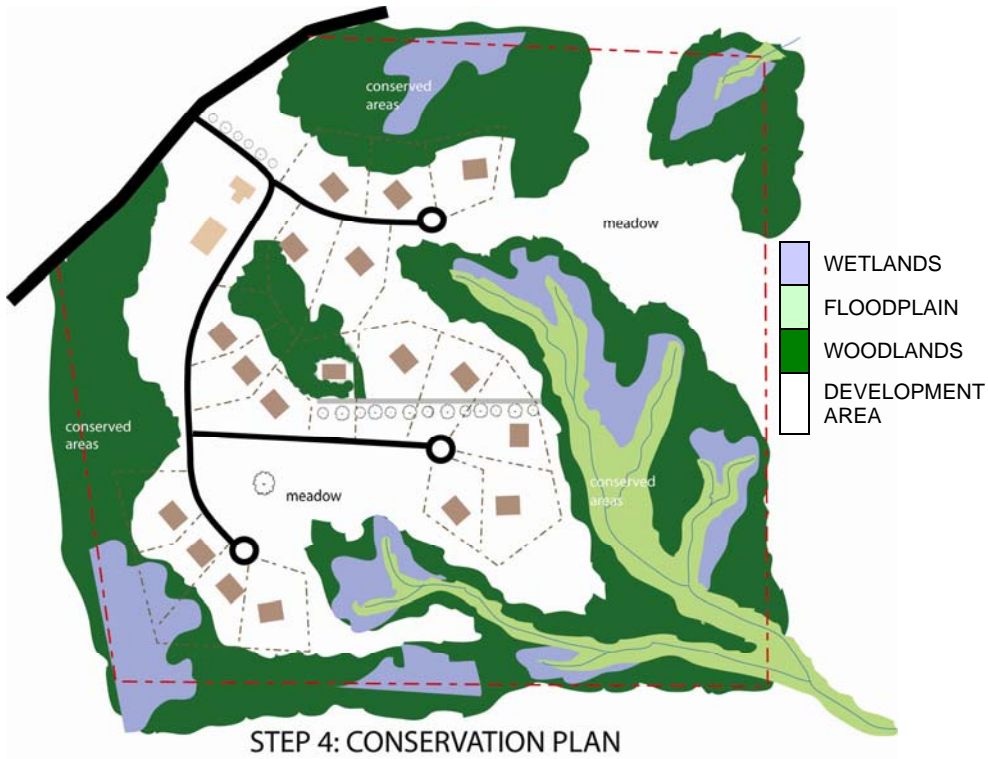 conserved
areas
meadow
WETLANDS
FLOODPLAIN
WOODLANDS
DEVELOPMENT
AREA
conserved
areas
conserved
areas
meadow
STEP 4: CONSERVATION PLAN